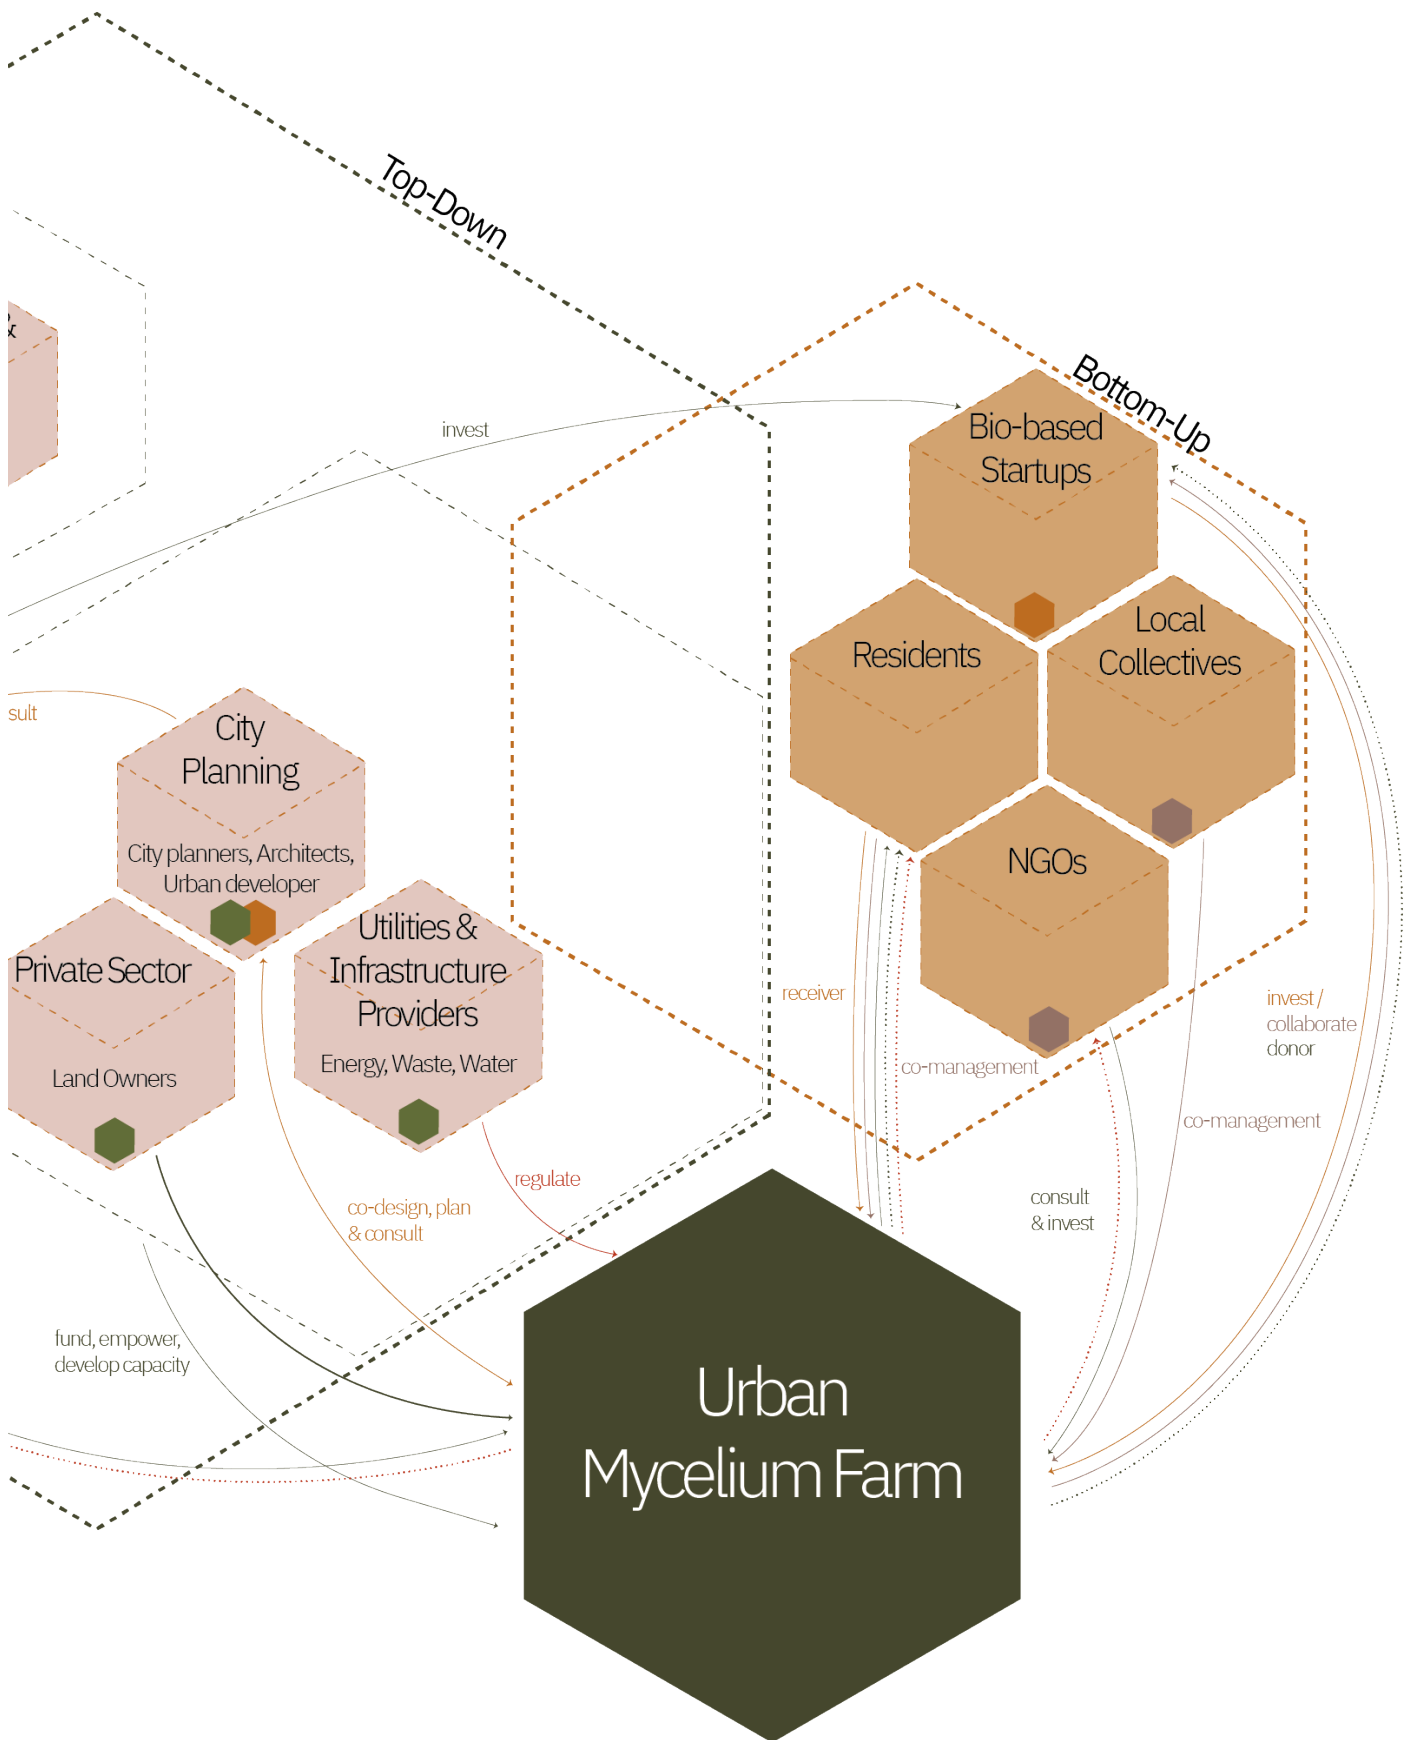 Top-Down
&
Bottom-Up
invest
Bio-based
Startups
Local
Collectives
Residents
NGOs
sult
City
Planning
City planners, Architects,
Urban developer
Private Sector
Land Owners
Utilities &
Infrastructure
Providers
Energy, Waste, Water
receiver
co-management
invest /
collaborate
donor
co-management
regulate
co-design, plan
& consult
consult
& invest
fund, empower,
develop capacity
Urban
Mycelium Farm